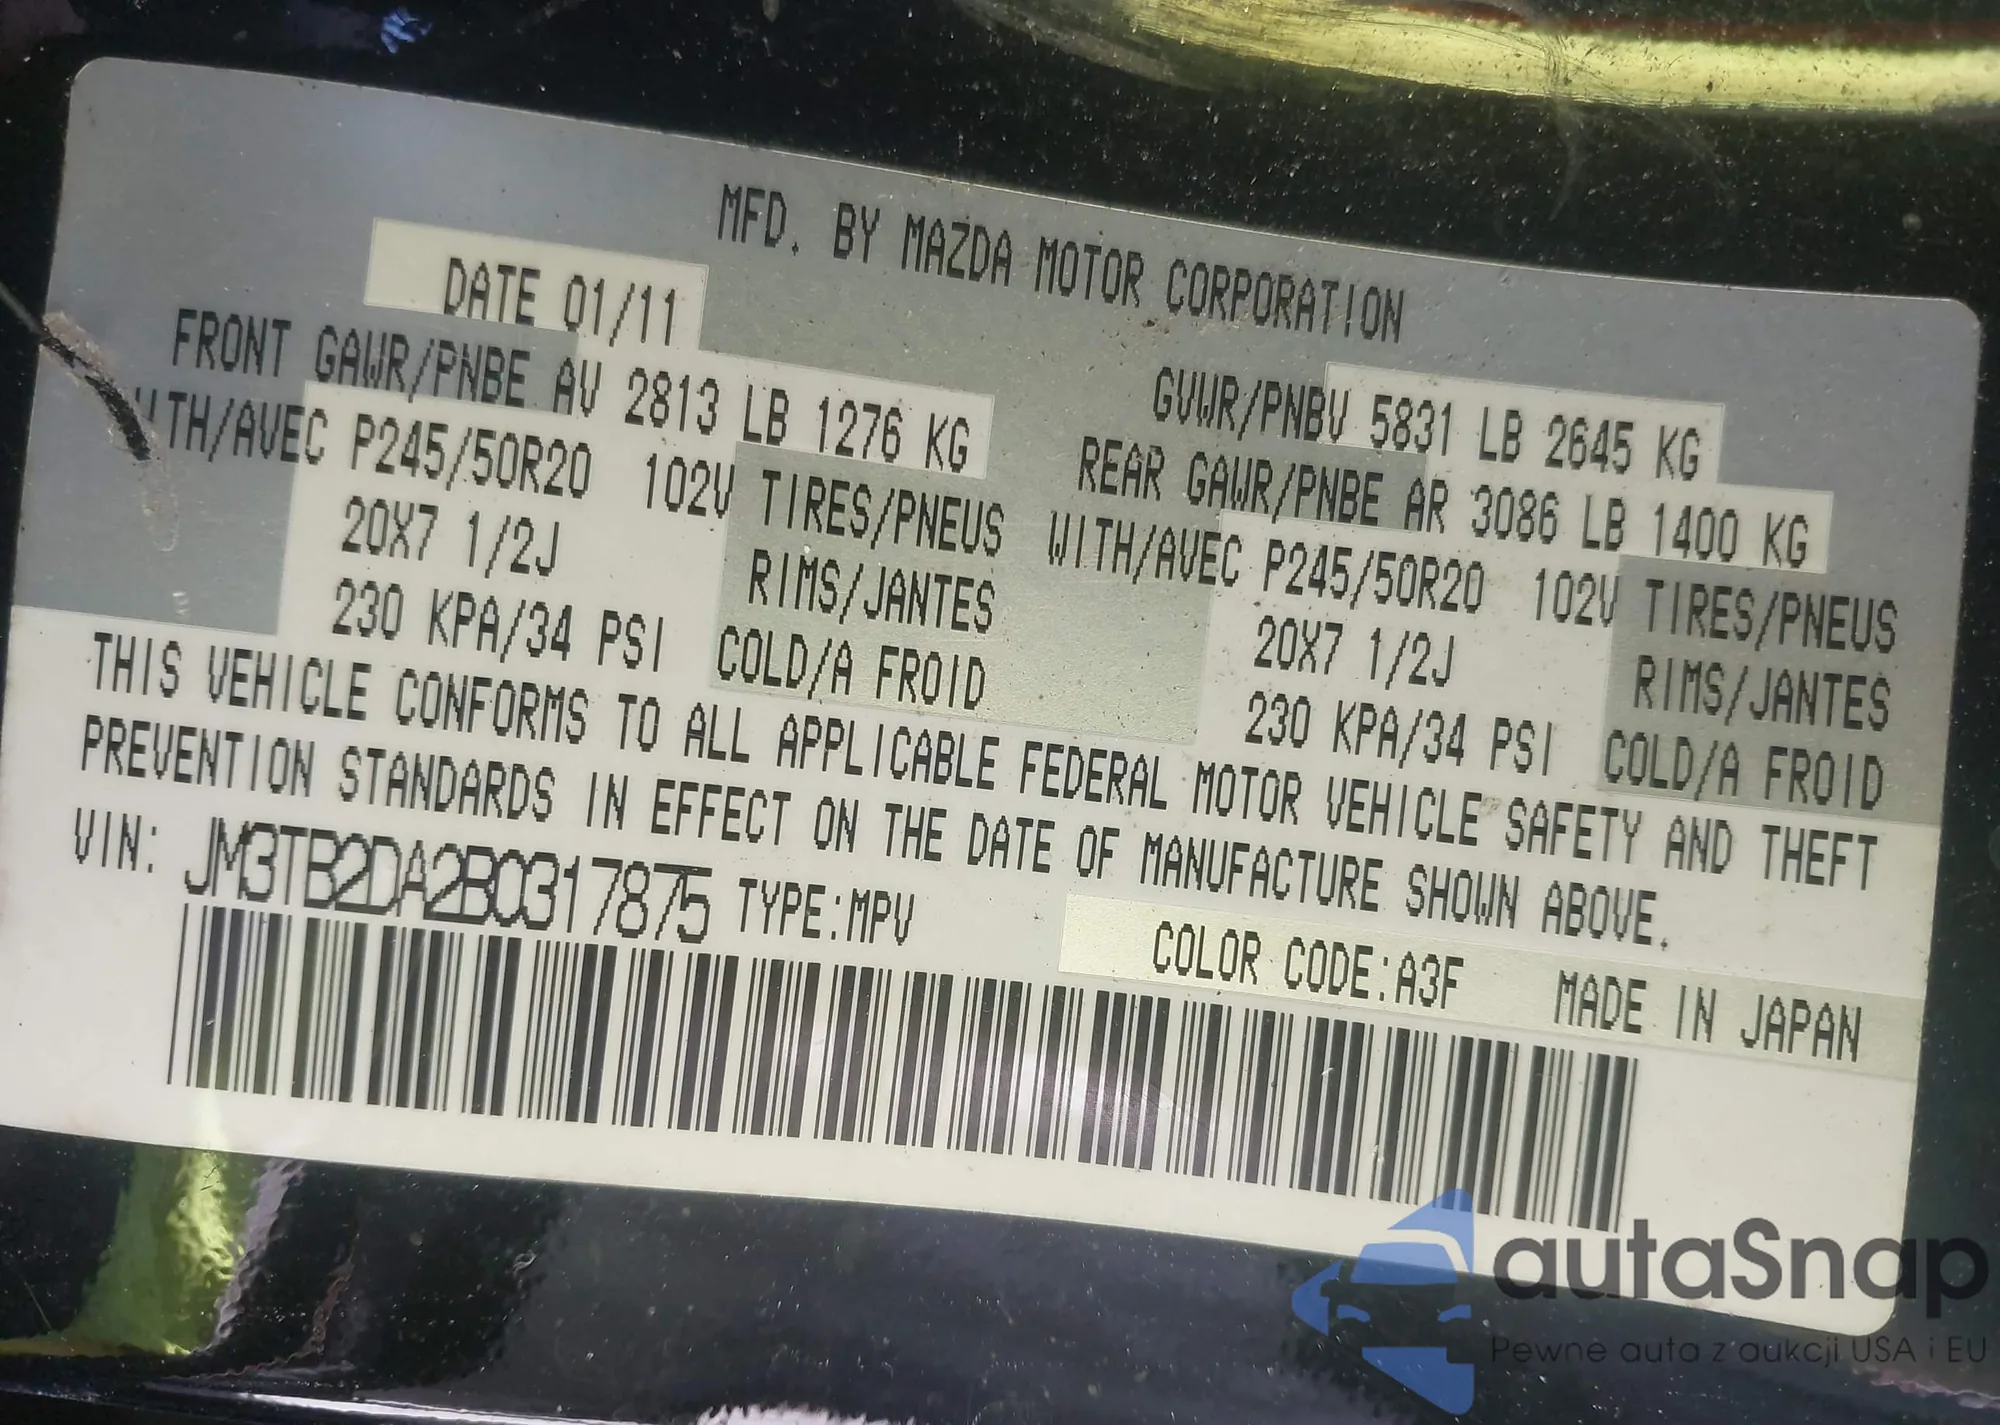 MFD. BY MAZDA MOTOR CORPORATION
DATE 01/11
FRONT GAWR/PNBE AV 2813 LB 1276 KG
WITH/AVEC P245/50R20 102V TIRES/PNEUS
20X7 1/2J RIMS/JANTES
230 KPA/34 PSI COLD/A FROID
GVWR/PNBV 5831 LB 2645 KG
REAR GAWR/PNBE AR 3086 LB 1400 KG
WITH/AVEC P245/50R20 102V TIRES/PNEUS
20X7 1/2J RIMS/JANTES
230 KPA/34 PSI COLD/A FROID
THIS VEHICLE CONFORMS TO ALL APPLICABLE FEDERAL MOTOR VEHICLE SAFETY AND THEFT
PREVENTION STANDARDS IN EFFECT ON THE DATE OF MANUFACTURE SHOWN ABOVE.
VIN: JM3TB2DA2B0317875 TYPE:MPV
COLOR CODE:A3F MADE IN JAPAN
autaSnap
Pewne auta z aukcji USA i EU